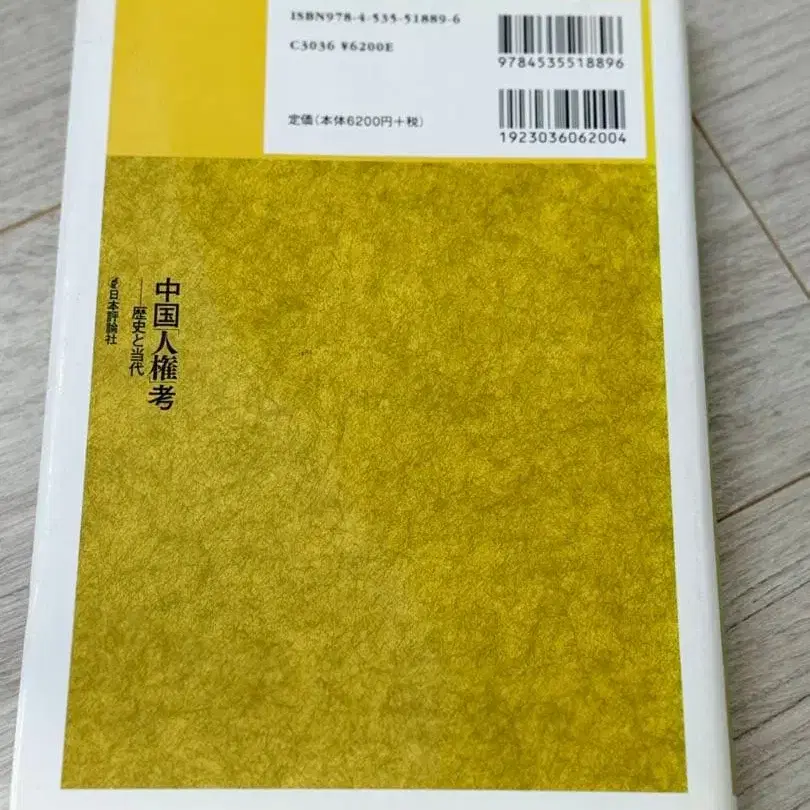 ISBN978-4-535-51889-6
C3036 ¥6200E
定価(本体6200円+税)
9784535518896
1923036062004
中国「人権」考
――歴史と当代
日本評論社